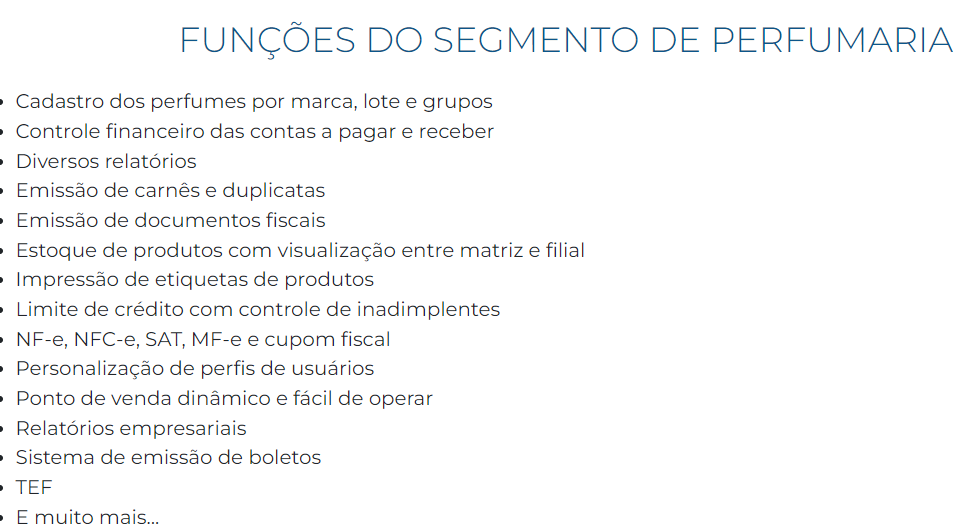 FUNÇÕES DO SEGMENTO DE PERFUMARIA
• Cadastro dos perfumes por marca, lote e grupos
• Controle financeiro das contas a pagar e receber
• Diversos relatórios
• Emissão de carnês e duplicatas
• Emissão de documentos fiscais
• Estoque de produtos com visualização entre matriz e filial
• Impressão de etiquetas de produtos
• Limite de crédito com controle de inadimplentes
• NF-e, NFC-e, SAT, MF-e e cupom fiscal
• Personalização de perfis de usuários
• Ponto de venda dinâmico e fácil de operar
• Relatórios empresariais
• Sistema de emissão de boletos
• TEF
• E muito mais...